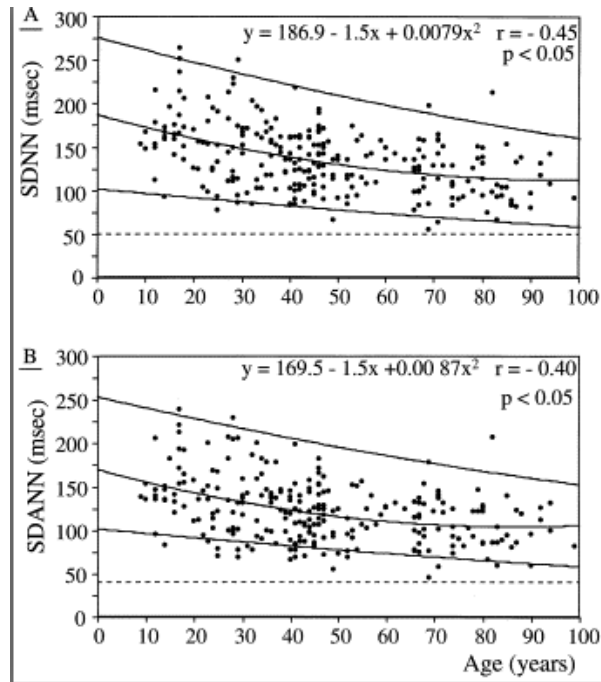 A
y = 186.9 - 1.5x + 0.0079x² r = - 0.45
p < 0.05
300
250
200
150
100
50
0
SDNN (msec)
0 10 20 30 40 50 60 70 80 90 100
B
y = 169.5 - 1.5x +0.00 87x² r = - 0.40
p < 0.05
300
250
200
150
100
50
0
SDANN (msec)
0 10 20 30 40 50 60 70 80 90 100
Age (years)